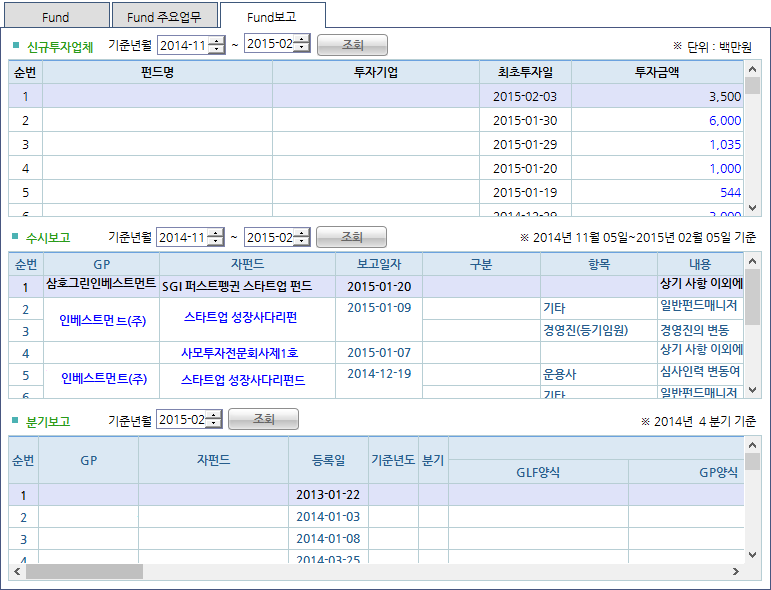 Fund Fund 주요업무 Fund보고
신규투자업체 기준년월 2014-11 ~ 2015-02 조회 ※ 단위 : 백만원
순번 펀드명 투자기업 최초투자일 투자금액
1 2015-02-03 3,500
2 2015-01-30 6,000
3 2015-01-29 1,035
4 2015-01-20 1,000
5 2015-01-19 544
6 2014-12-29 3,000
수시보고 기준년월 2014-11 ~ 2015-02 조회 ※ 2014년 11월 05일~2015년 02월 05일 기준
순번 GP 자펀드 보고일자 구분 항목 내용
1 삼호그린인베스트먼트 SGI 퍼스트펭귄 스타트업 펀드 2015-01-20 상기 사항 이외에
2 인베스트먼트(주) 스타트업 성장사다리펀 2015-01-09 기타 일반펀드매니저
3 경영진(등기임원) 경영진의 변동
4 사모투자전문회사제1호 2015-01-07 상기 사항 이외에
5 인베스트먼트(주) 스타트업 성장사다리펀드 2014-12-19 운용사 심사인력 변동여
6 기타 일반펀드매니저
분기보고 기준년월 2015-02 조회 ※ 2014년 4 분기 기준
순번 GP 자펀드 등록일 기준년도 분기
GLF양식 GP양식
1 2013-01-22
2 2014-01-03
3 2014-01-08
4 2014-03-25